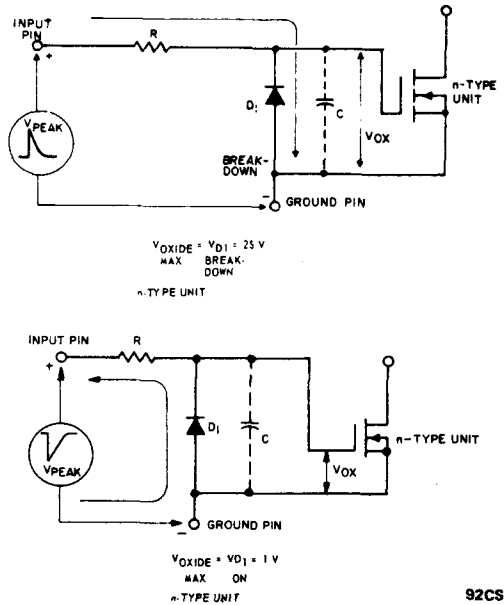 INPUT
PIN
+
R
n-TYPE
UNIT
D1
C
VPEAK
VOX
BREAK-
DOWN
-
GROUND PIN
VOXIDE = VD1 = 25 V
MAX BREAK-
DOWN
n-TYPE UNIT
INPUT PIN
R
+
D1
C
n-TYPE UNIT
VPEAK
VOX
-
GROUND PIN
VOXIDE = VD1 = 1 V
MAX ON
n-TYPE UNIT
92CS